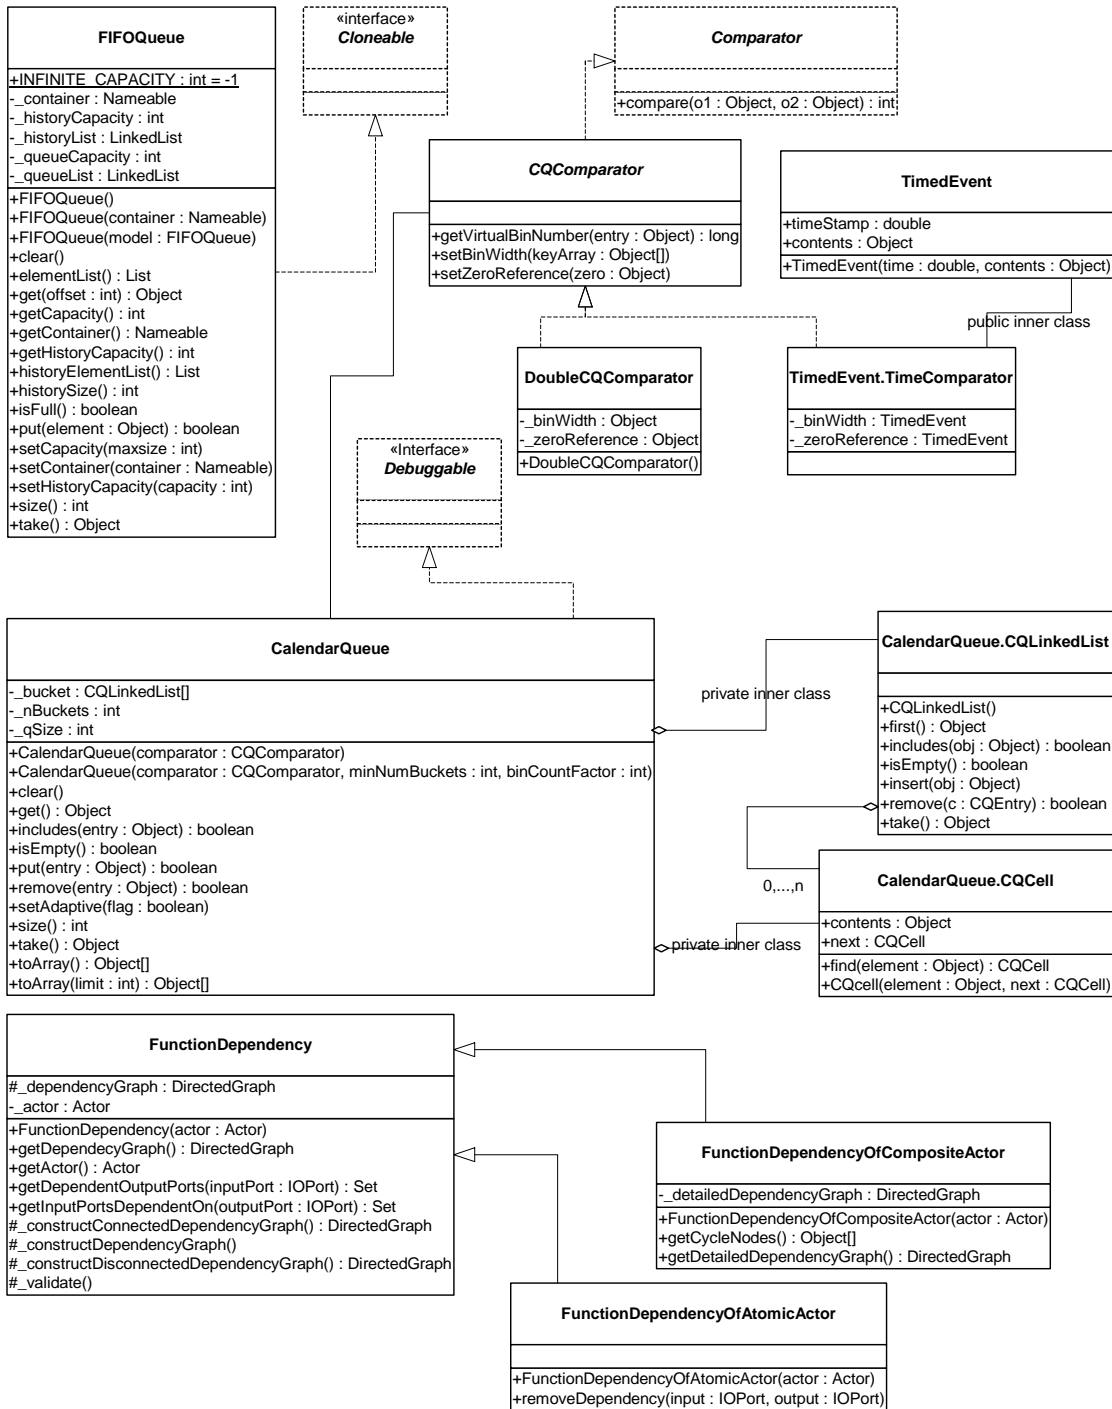 FIFOQueue
+INFINITE_CAPACITY : int = -1
-_container : Nameable
-_historyCapacity : int
-_historyList : LinkedList
-_queueCapacity : int
-_queueList : LinkedList
+FIFOQueue()
+FIFOQueue(container : Nameable)
+FIFOQueue(model : FIFOQueue)
+clear()
+elementList() : List
+get(offset : int) : Object
+getCapacity() : int
+getContainer() : Nameable
+getHistoryCapacity() : int
+historyElementList() : List
+historySize() : int
+isFull() : boolean
+put(element : Object) : boolean
+setCapacity(maxsize : int)
+setContainer(container : Nameable)
+setHistoryCapacity(capacity : int)
+size() : int
+take() : Object
«interface»
Cloneable
Comparator
+compare(o1 : Object, o2 : Object) : int
CQComparator
+getVirtualBinNumber(entry : Object) : long
+setBinWidth(keyArray : Object[])
+setZeroReference(zero : Object)
TimedEvent
+timeStamp : double
+contents : Object
+TimedEvent(time : double, contents : Object)
public inner class
DoubleCQComparator
-_binWidth : Object
-_zeroReference : Object
+DoubleCQComparator()
TimedEvent.TimeComparator
-_binWidth : TimedEvent
-_zeroReference : TimedEvent
«Interface»
Debuggable
CalendarQueue
-_bucket : CQLinkedList[]
-_nBuckets : int
-_qSize : int
+CalendarQueue(comparator : CQComparator)
+CalendarQueue(comparator : CQComparator, minNumBuckets : int, binCountFactor : int)
+clear()
+get() : Object
+includes(entry : Object) : boolean
+isEmpty() : boolean
+put(entry : Object) : boolean
+remove(entry : Object) : boolean
+setAdaptive(flag : boolean)
+size() : int
+take() : Object
+toArray() : Object[]
+toArray(limit : int) : Object[]
private inner class
CalendarQueue.CQLinkedList
+CQLinkedList()
+first() : Object
+includes(obj : Object) : boolean
+isEmpty() : boolean
+insert(obj : Object)
+remove(c : CQEntry) : boolean
+take() : Object
0,...,n
private inner class
CalendarQueue.CQCell
+contents : Object
+next : CQCell
+find(element : Object) : CQCell
+CQcell(element : Object, next : CQCell)
FunctionDependency
#_dependencyGraph : DirectedGraph
-_actor : Actor
+FunctionDependency(actor : Actor)
+getDependecyGraph() : DirectedGraph
+getActor() : Actor
+getDependentOutputPorts(inputPort : IOPort) : Set
+getInputPortsDependentOn(outputPort : IOPort) : Set
#_constructConnectedDependencyGraph() : DirectedGraph
#_constructDependencyGraph()
#_constructDisconnectedDependencyGraph() : DirectedGraph
#_validate()
FunctionDependencyOfCompositeActor
-_detailedDependencyGraph : DirectedGraph
+FunctionDependencyOfCompositeActor(actor : Actor)
+getCycleNodes() : Object[]
+getDetailedDependencyGraph() : DirectedGraph
FunctionDependencyOfAtomicActor
+FunctionDependencyOfAtomicActor(actor : Actor)
+removeDependency(input : IOPort, output : IOPort)